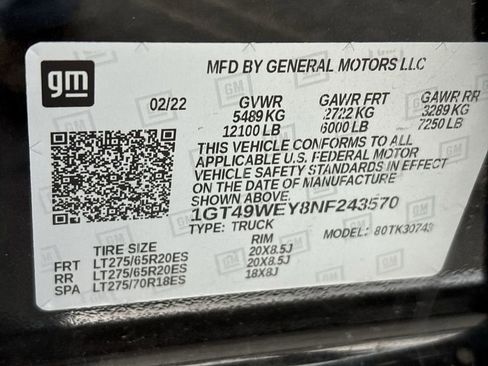 gm
MFD BY GENERAL MOTORS LLC
02/22 GVWR GAWR FRT GAWR RR
5489 KG 2722 KG 3289 KG
12100 LB 6000 LB 7250 LB
THIS VEHICLE CONFORMS TO ALL
APPLICABLE U.S. FEDERAL MOTOR
VEHICLE SAFETY STANDARDS IN EFFECT
ON THE DATE OF MANUFACTURE
SHOWN ABOVE.
1GT49WEY8NF243570
TYPE: TRUCK MODEL: 80TK30743
TIRE SIZE RIM
FRT LT275/65R20ES 20X8.5J
RR LT275/65R20ES 20X8.5J
SPA LT275/70R18ES 18X8J